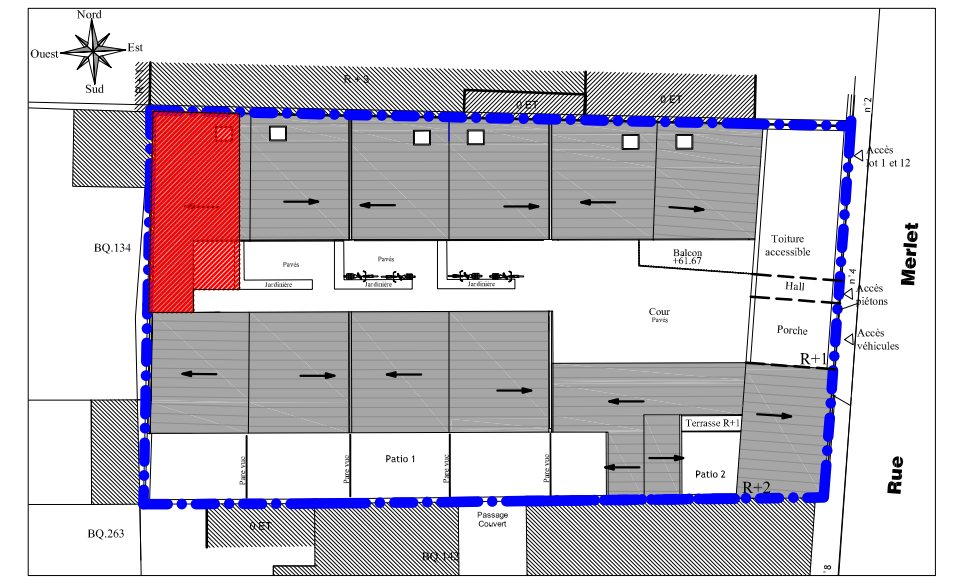 Nord
Ouest
Est
Sud
R + 3
0 ET
0 ET
n°2
Accès
lot 1 et 12
BQ.134
Merlet
Toiture
accessible
Balcon
+61.67
Pavés
Pavés
Jardinière
Jardinière
Jardinière
n°4
Hall
Accès
piétons
Cour
Pavés
Porche
Accès
véhicules
R+1
Terrasse R+1
Pare vue
Patio 1
Pare vue
Pare vue
Pare vue
Patio 2
Rue
R+2
Passage
Couvert
0 ET
BQ.263
BQ.142